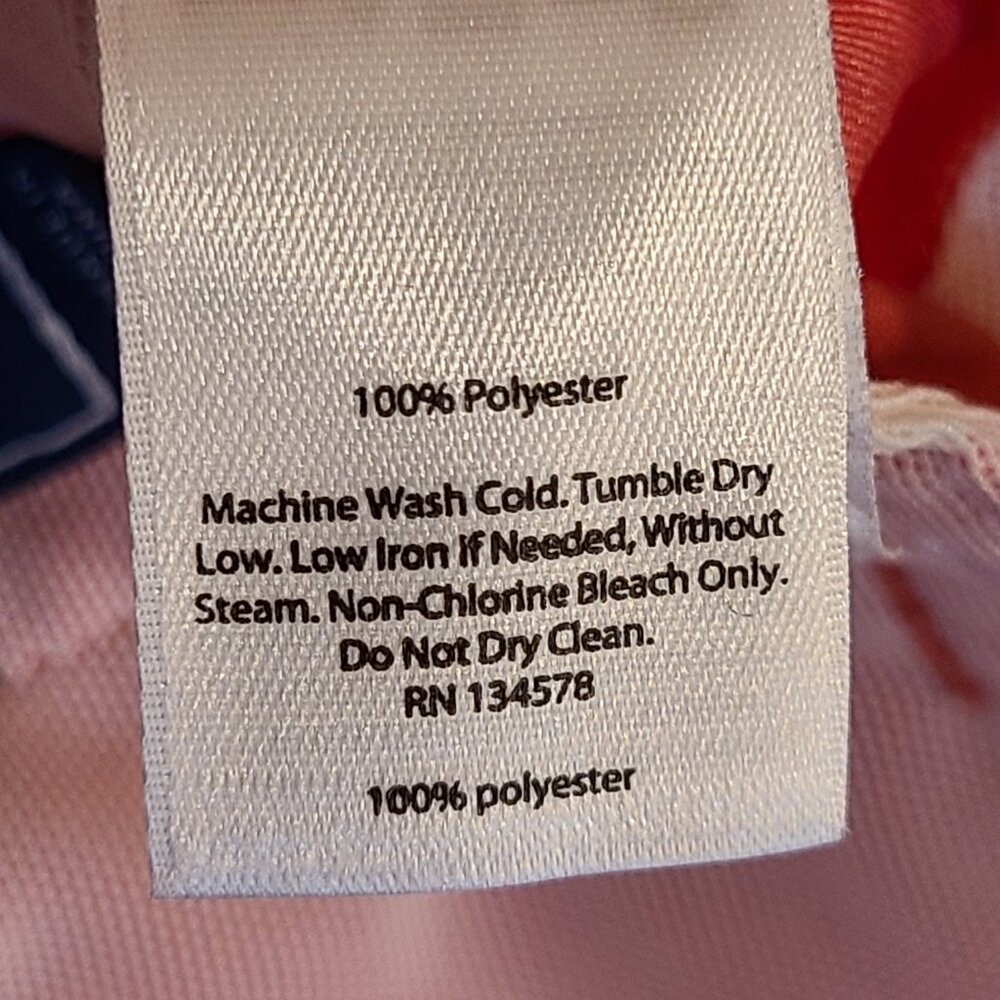 100% Polyester
Machine Wash Cold. Tumble Dry
Low. Low Iron if Needed, Without
Steam. Non-Chlorine Bleach Only.
Do Not Dry Clean.
RN 134578
100% polyester